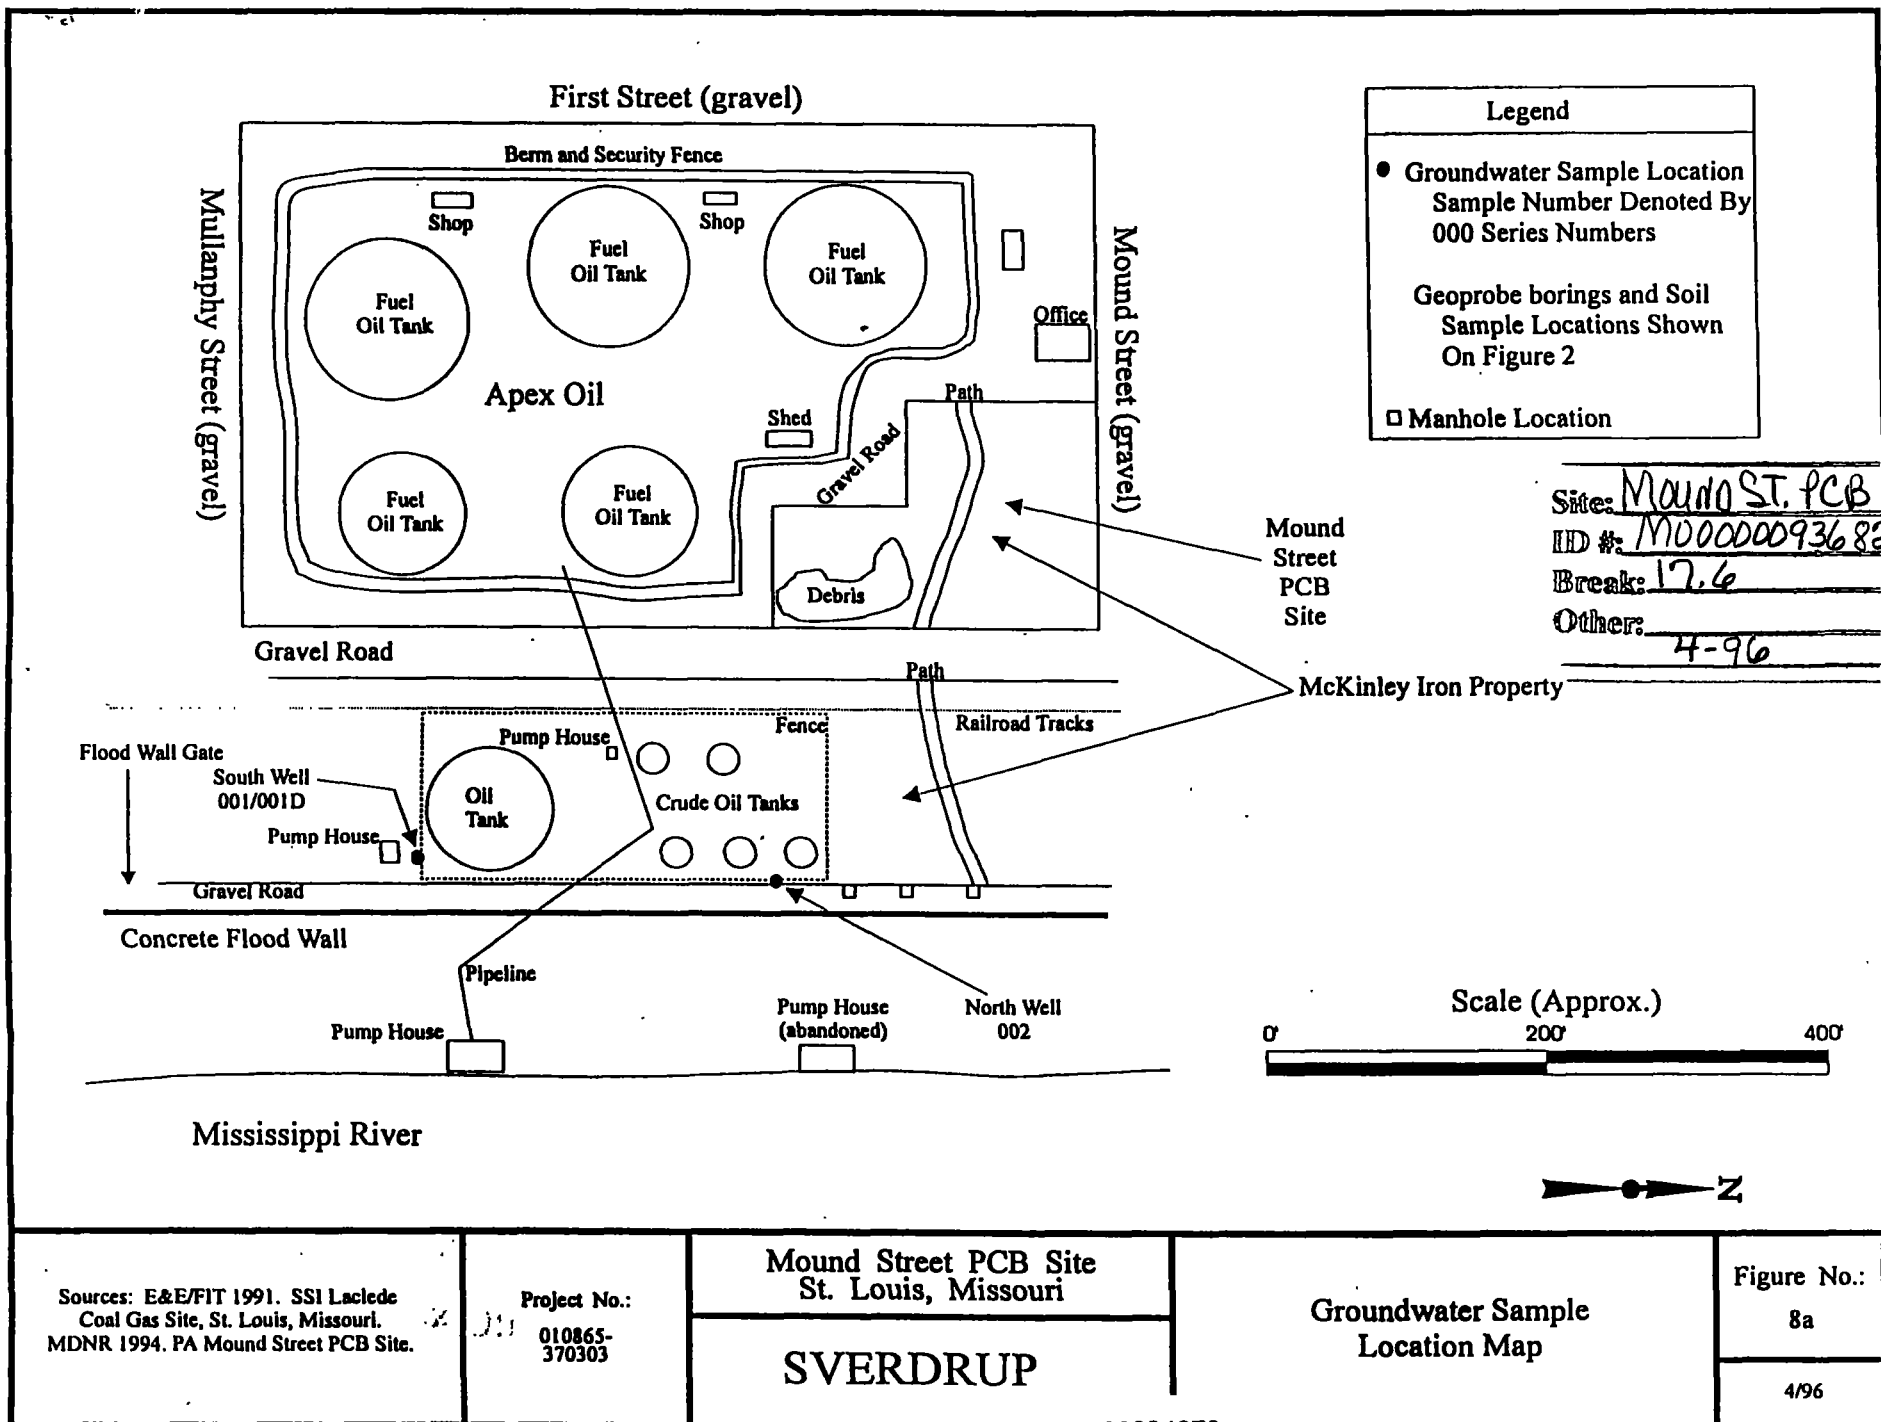 First Street (gravel)
Berm and Security Fence
Shop
Shop
Fuel
Oil Tank
Fuel
Oil Tank
Fuel
Oil Tank
Mullanphy Street (gravel)
Mound Street (gravel)
Office
Apex Oil
Path
Shed
Gravel Road
Fuel
Oil Tank
Fuel
Oil Tank
Debris
Legend
Groundwater Sample Location
Sample Number Denoted By
000 Series Numbers
Geoprobe borings and Soil
Sample Locations Shown
On Figure 2
Manhole Location
Site: Mound ST. PCB
ID #: MO0000093682
Break: 17.6
Other:
4-96
Mound
Street
PCB
Site
McKinley Iron Property
Gravel Road
Path
Railroad Tracks
Fence
Pump House
Flood Wall Gate
South Well
001/001D
Oil
Tank
Crude Oil Tanks
Pump House
Gravel Road
Concrete Flood Wall
Pipeline
Pump House
Pump House
(abandoned)
North Well
002
Scale (Approx.)
0' 200' 400'
Mississippi River
N
Sources: E&E/FIT 1991. SSI Laclede
Coal Gas Site, St. Louis, Missouri.
MDNR 1994. PA Mound Street PCB Site.
Project No.:
010865-
370303
Mound Street PCB Site
St. Louis, Missouri
SVERDRUP
Groundwater Sample
Location Map
Figure No.:
8a
4/96